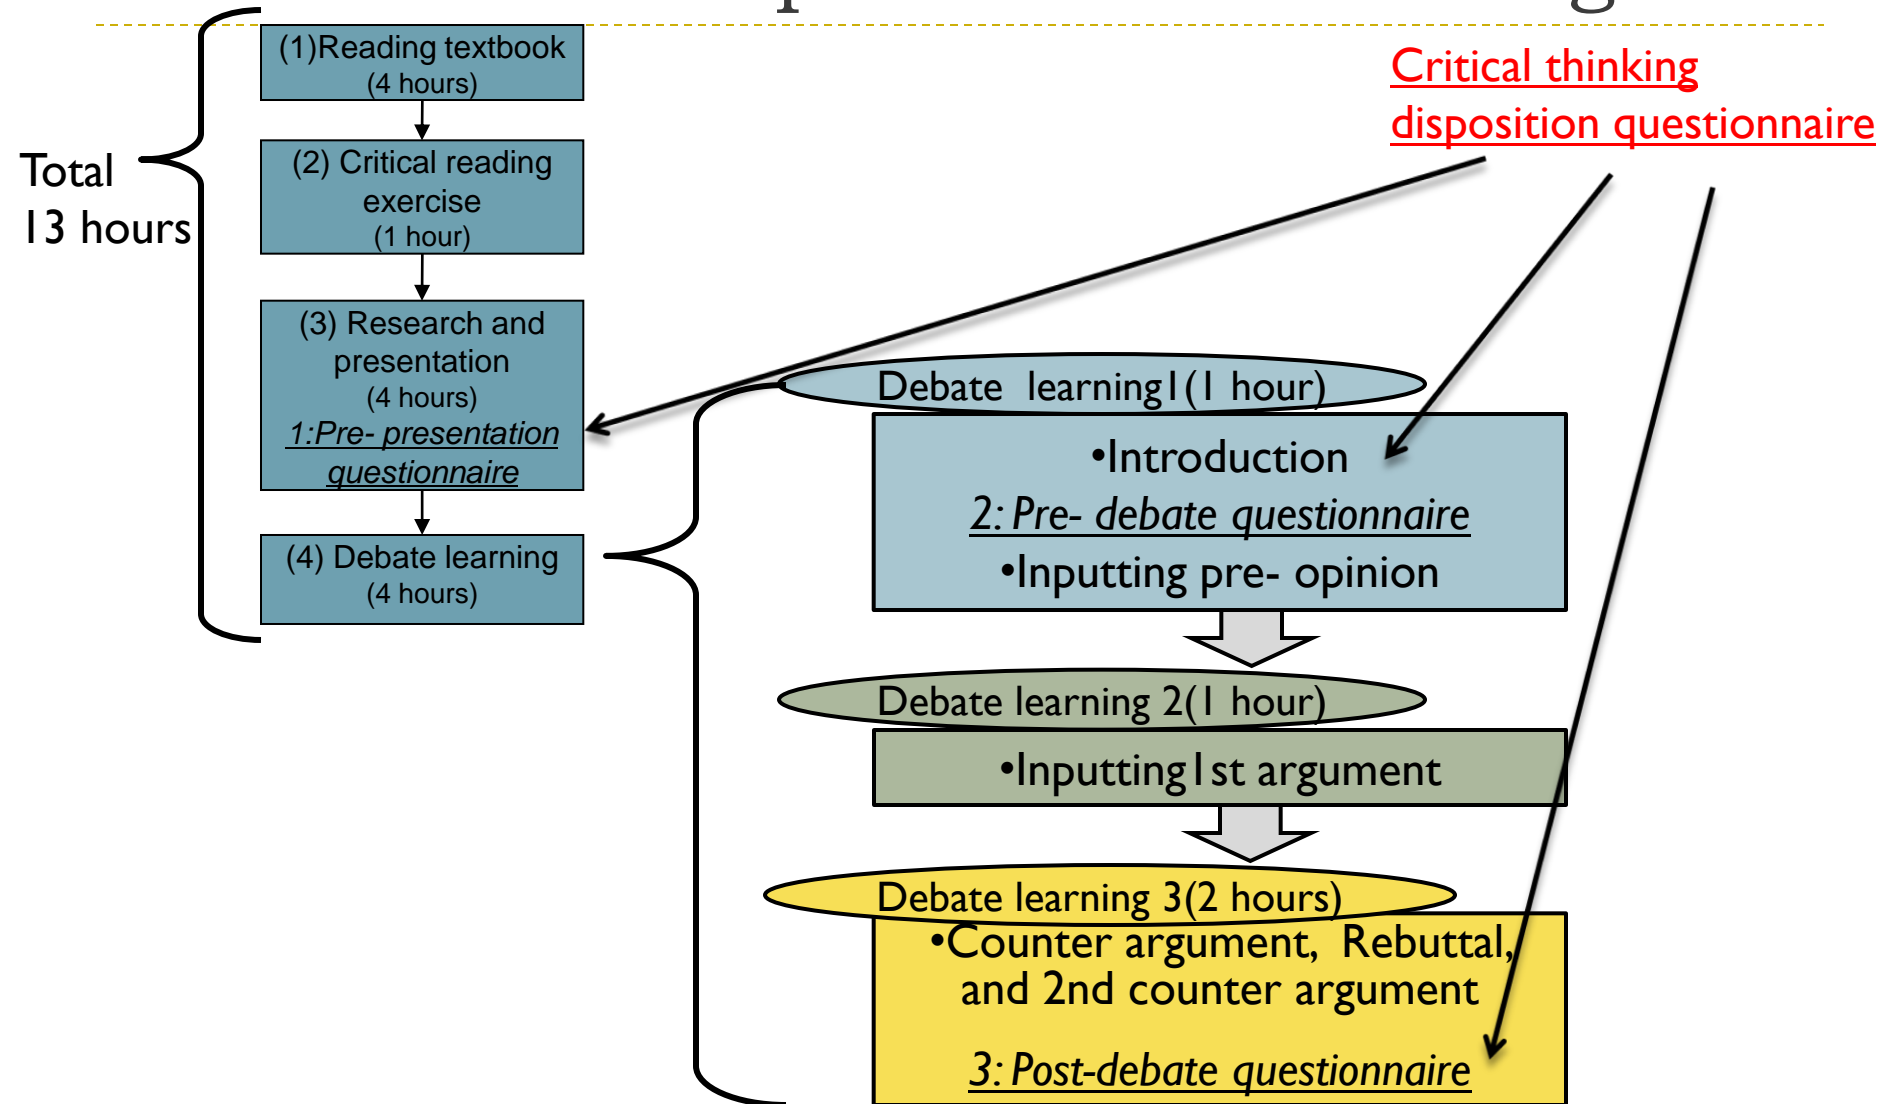 Total
13 hours
(1)Reading textbook
(4 hours)
(2) Critical reading
exercise
(1 hour)
(3) Research and
presentation
(4 hours)
1:Pre- presentation
questionnaire
(4) Debate learning
(4 hours)
Critical thinking
disposition questionnaire
Debate learning1(1 hour)
•Introduction
2: Pre- debate questionnaire
•Inputting pre- opinion
Debate learning 2(1 hour)
•Inputting1st argument
Debate learning 3(2 hours)
•Counter argument, Rebuttal,
and 2nd counter argument
3: Post-debate questionnaire